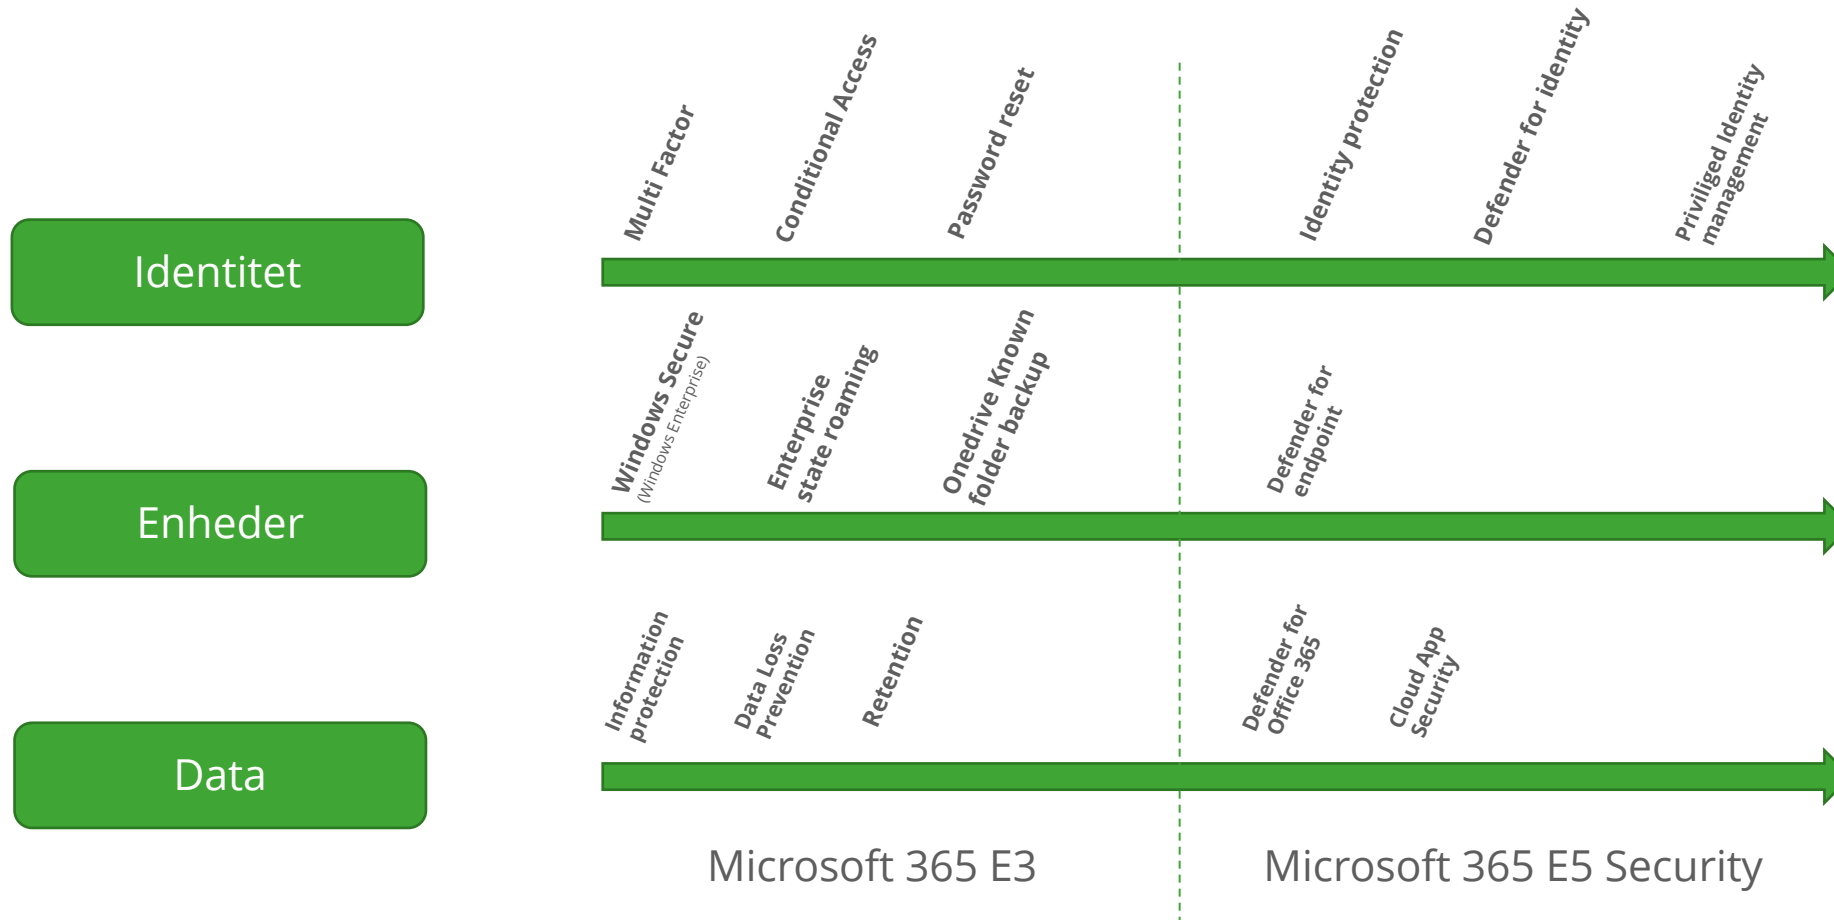 Identitet
Multi Factor
Conditional Access
Password reset
Identity protection
Defender for identity
Priviliged Identity
management
Enheder
Windows Secure
(Windows Enterprise)
Enterprise
state roaming
Onedrive Known
folder backup
Defender for
endpoint
Data
Information
protection
Data Loss
Prevention
Retention
Defender for
Office 365
Cloud App
Security
Microsoft 365 E3
Microsoft 365 E5 Security